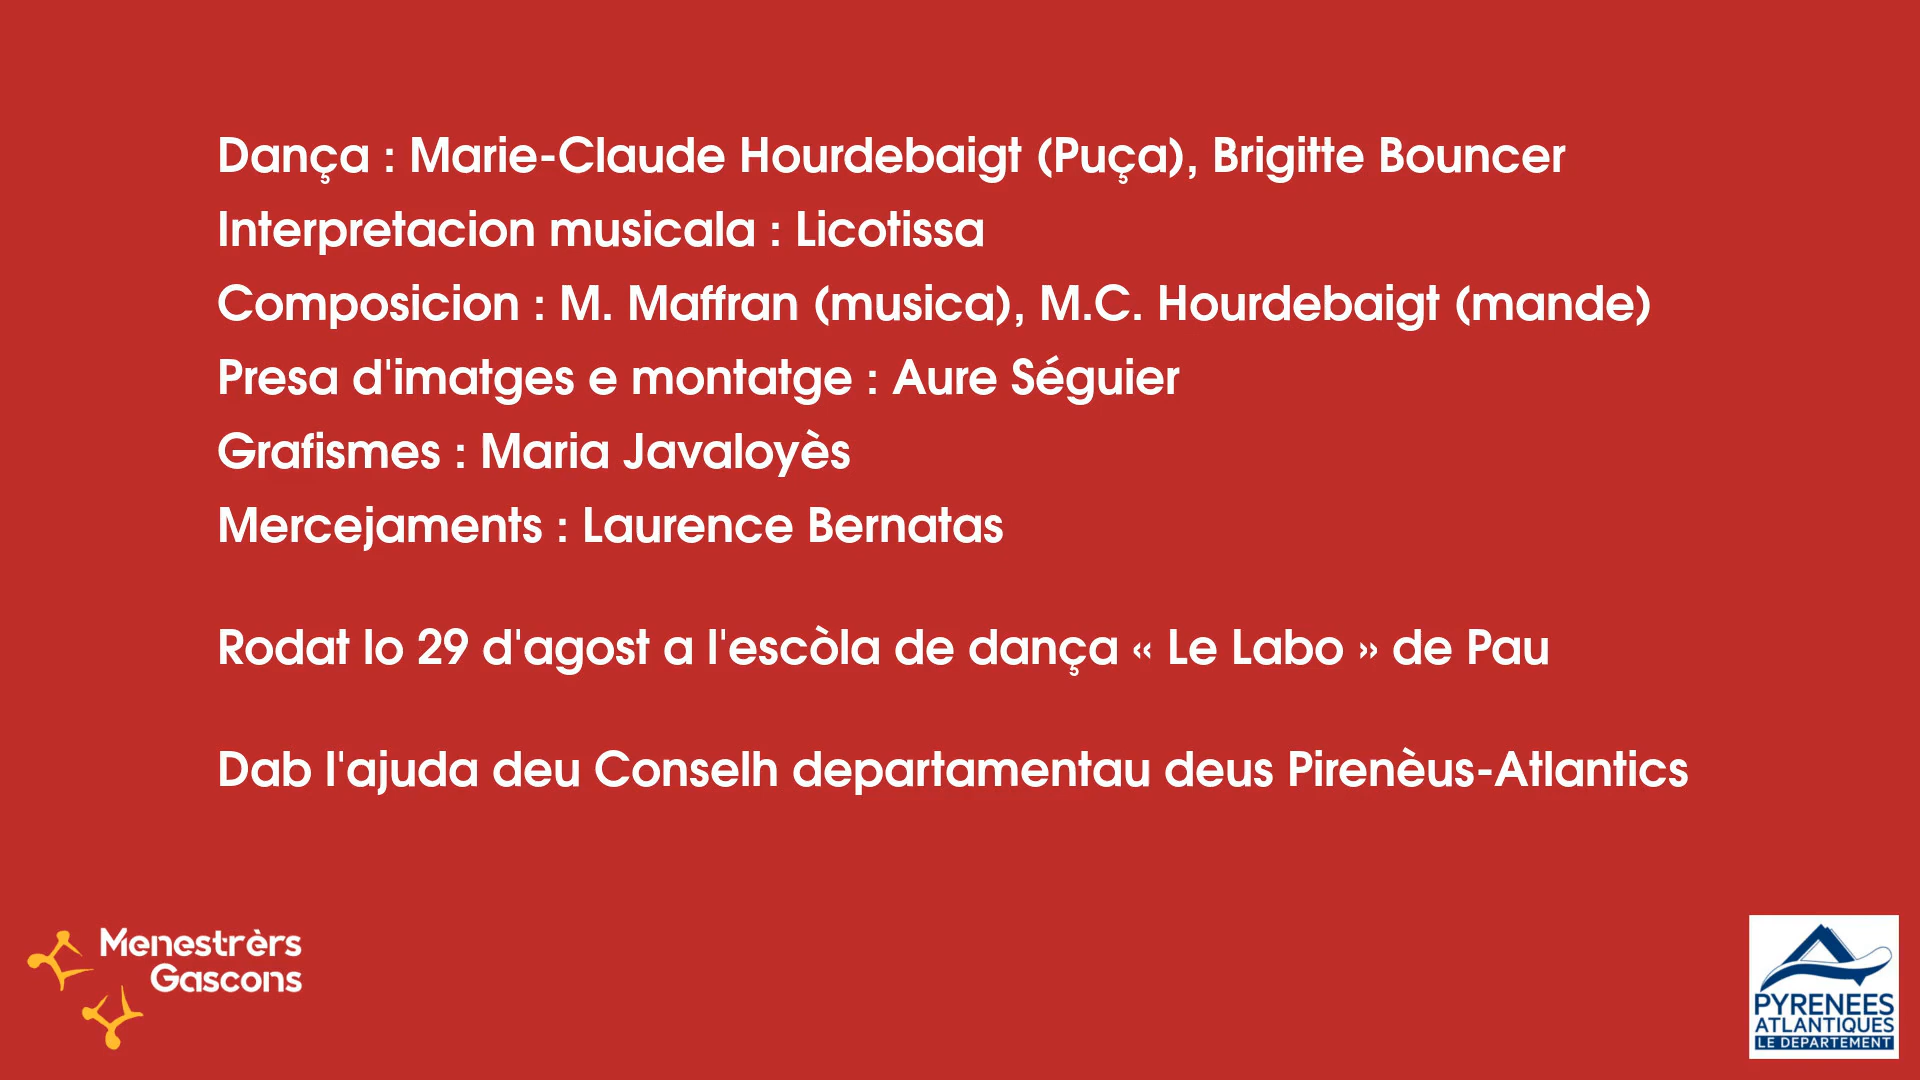 Dança : Marie-Claude Hourdebaigt (Puça), Brigitte Bouncer
Interpretacion musicala : Licotissa
Composicion : M. Maffran (musica), M.C. Hourdebaigt (mande)
Presa d'imatges e montatge : Aure Séguier
Grafismes : Maria Javaloyès
Mercejaments : Laurence Bernatas
Rodat lo 29 d'agost a l'escòla de dança « Le Labo » de Pau
Dab l'ajuda deu Conselh departamentau deus Pirenèus-Atlantics
Menestrèrs
Gascons
PYRENEES
ATLANTIQUES
LE DEPARTEMENT